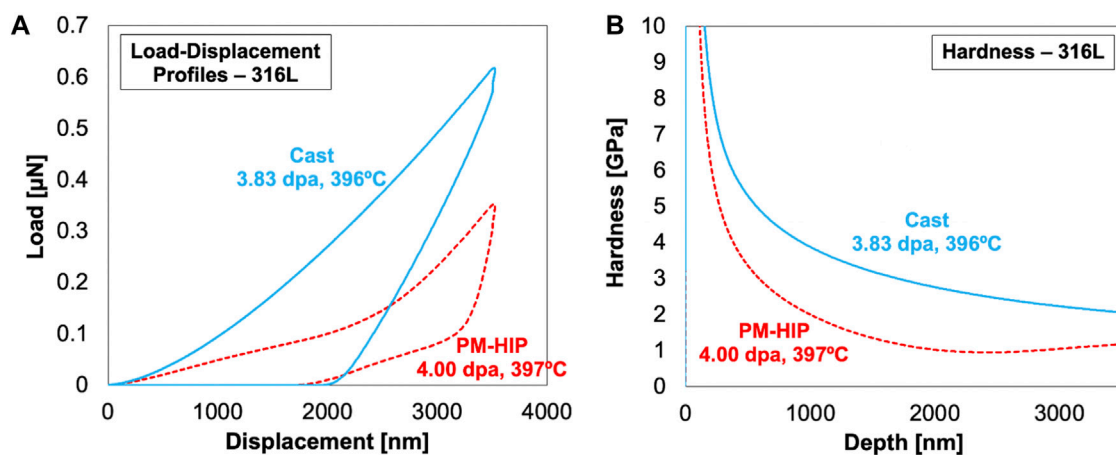 A
Load-Displacement
Profiles – 316L
Load [µN]
0.7
0.6
0.5
0.4
0.3
0.2
0.1
0
Cast
3.83 dpa, 396ºC
PM-HIP
4.00 dpa, 397ºC
0 1000 2000 3000 4000
Displacement [nm]
B
Hardness – 316L
Hardness [GPa]
10
9
8
7
6
5
4
3
2
1
0
Cast
3.83 dpa, 396ºC
PM-HIP
4.00 dpa, 397ºC
0 1000 2000 3000
Depth [nm]